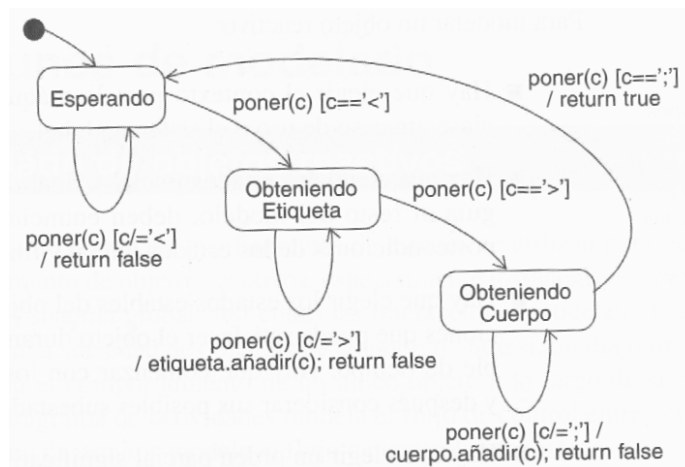 Esperando
poner(c) [c=='<']
poner(c) [c==';']
/ return true
Obteniendo
Etiqueta
poner(c) [c=='>']
poner(c) [c/='<']
/ return false
Obteniendo
Cuerpo
poner(c) [c/='>']
/ etiqueta.añadir(c); return false
poner(c) [c/=';'] /
cuerpo.añadir(c); return false